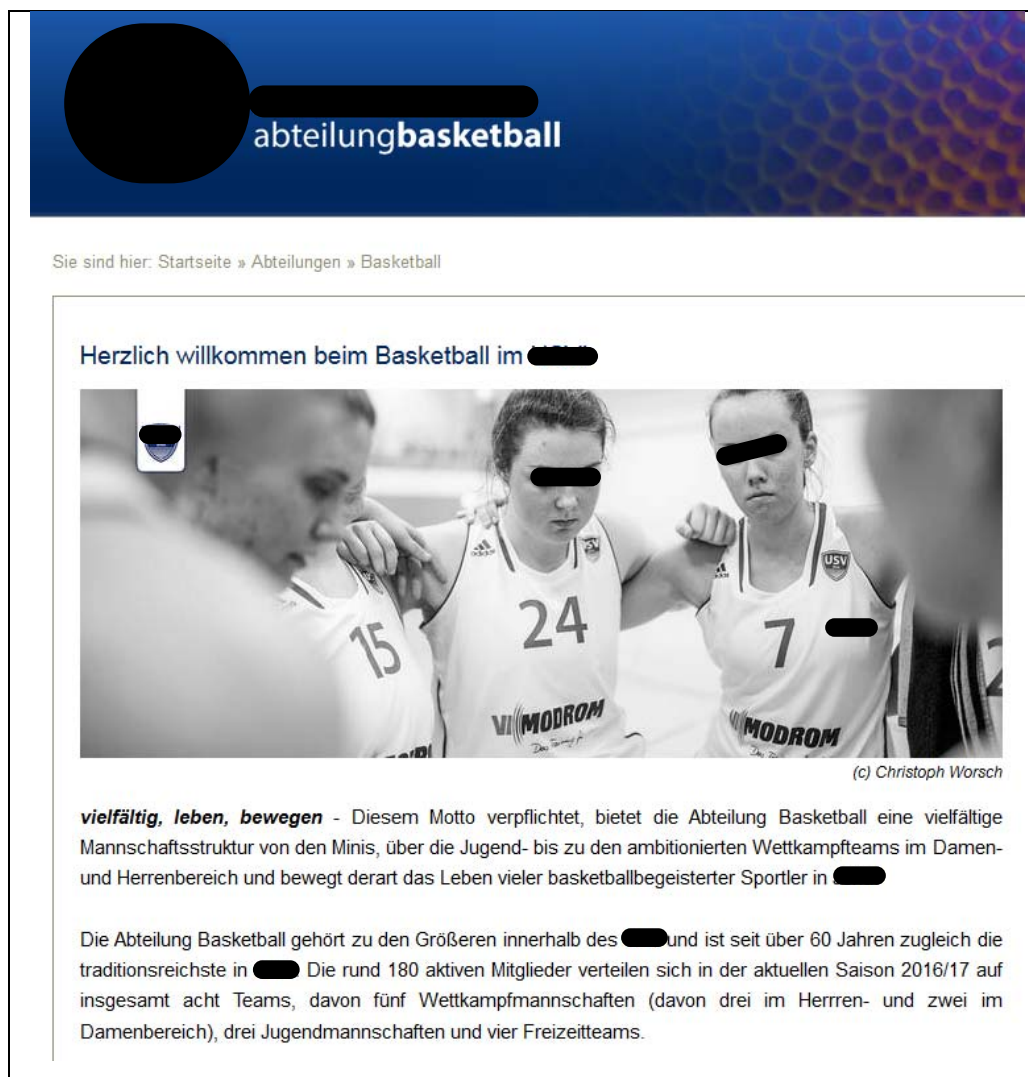 abteilungbasketball
Sie sind hier: Startseite » Abteilungen » Basketball
Herzlich willkommen beim Basketball im
adidas
USV
15
24
7
MODROM
MODROM
(c) Christoph Worsch
vielfältig, leben, bewegen - Diesem Motto verpflichtet, bietet die Abteilung Basketball eine vielfältige
Mannschaftsstruktur von den Minis, über die Jugend- bis zu den ambitionierten Wettkampfteams im Damen-
und Herrenbereich und bewegt derart das Leben vieler basketballbegeisterter Sportler in
Die Abteilung Basketball gehört zu den Größeren innerhalb des und ist seit über 60 Jahren zugleich die
traditionsreichste in Die rund 180 aktiven Mitglieder verteilen sich in der aktuellen Saison 2016/17 auf
insgesamt acht Teams, davon fünf Wettkampfmannschaften (davon drei im Herrren- und zwei im
Damenbereich), drei Jugendmannschaften und vier Freizeitteams.